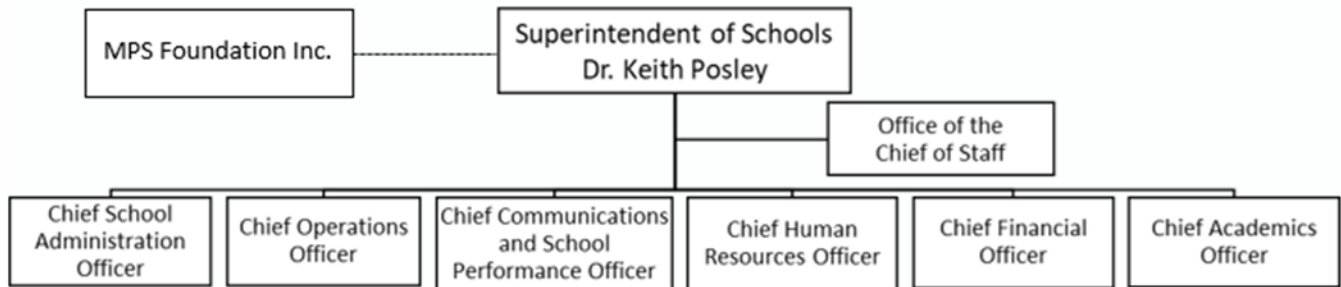 MPS Foundation Inc.
Superintendent of Schools
Dr. Keith Posley
Office of the
Chief of Staff
Chief School
Administration
Officer
Chief Operations
Officer
Chief Communications
and School
Performance Officer
Chief Human
Resources Officer
Chief Financial
Officer
Chief Academics
Officer